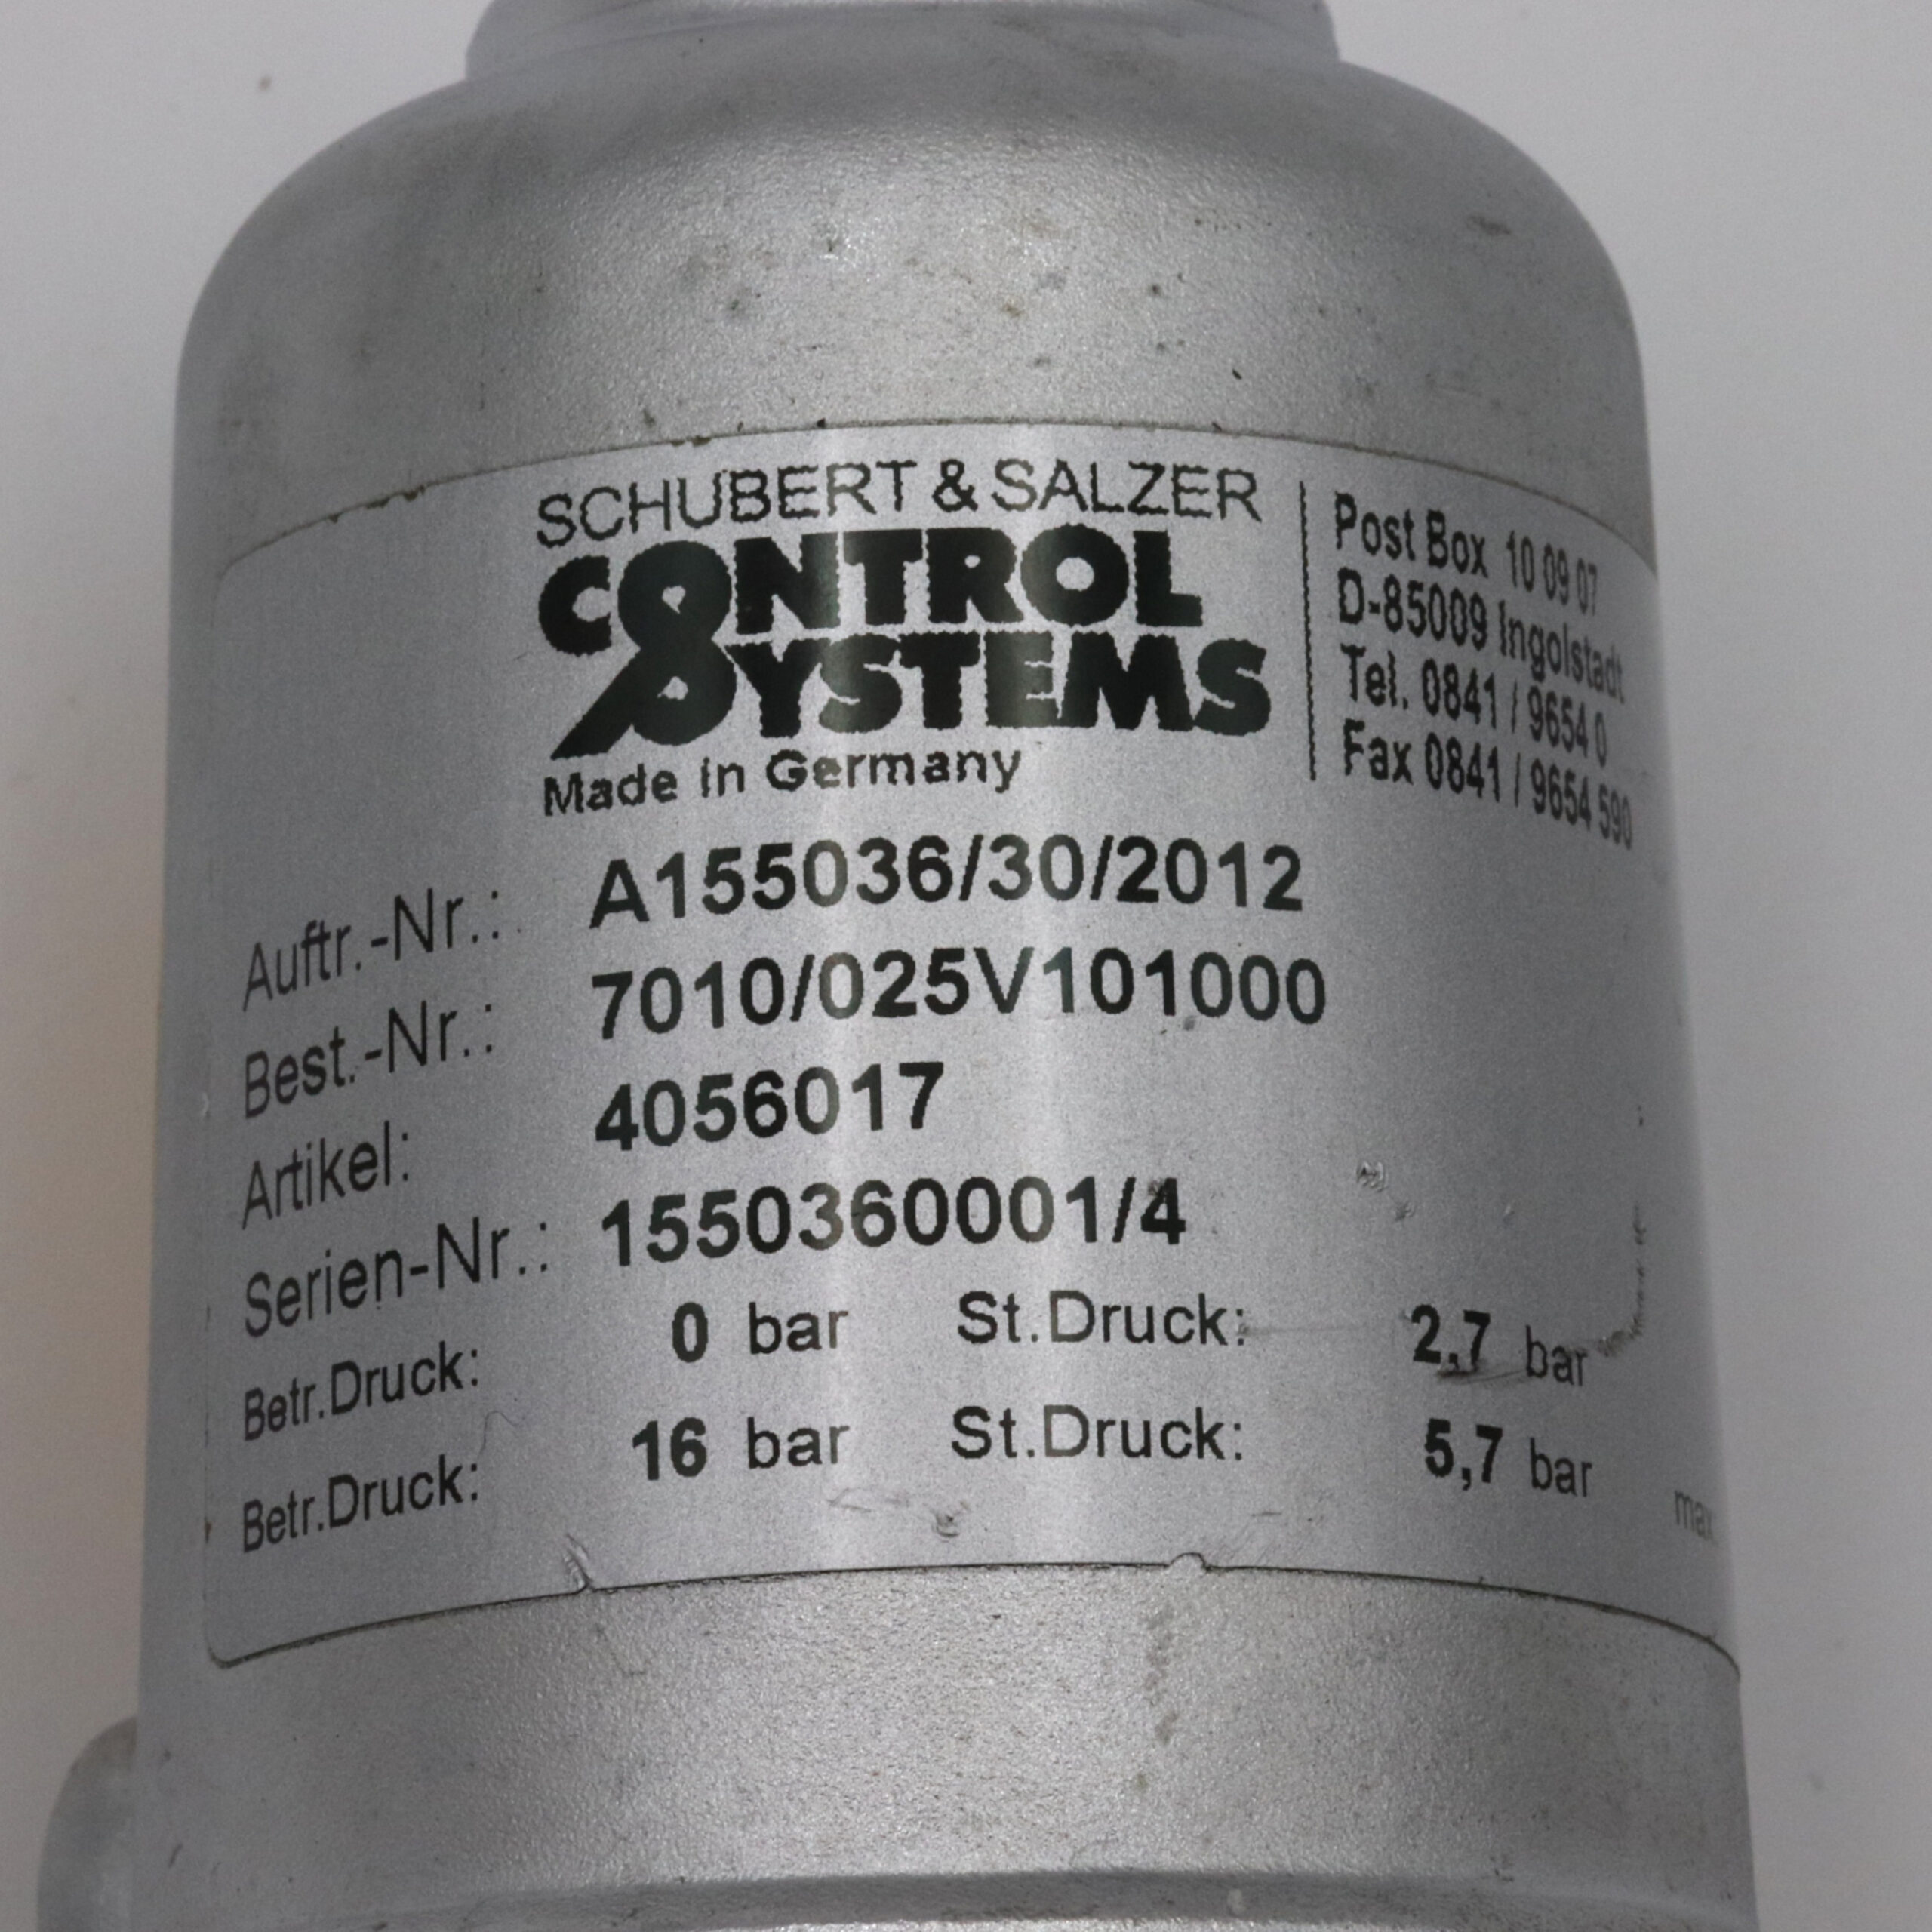 SCHUBERT & SALZER
CONTROL
SYSTEMS
Made in Germany
Post Box 10 09 07
D-85009 Ingolstadt
Tel. 0841 / 9654 0
Fax 0841 / 9654 590
Auftr.-Nr.: A155036/30/2012
Best.-Nr.: 7010/025V101000
Artikel: 4056017
Serien-Nr.: 1550360001/4
Betr.Druck: 0 bar St.Druck: 2,7 bar
Betr.Druck: 16 bar St.Druck: 5,7 bar max